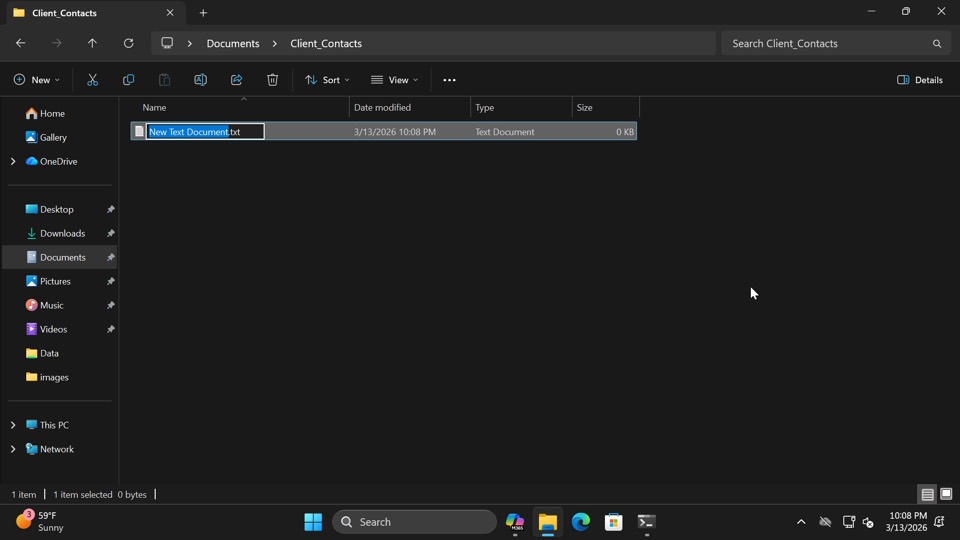 Client_Contacts
Documents
Client_Contacts
Search Client_Contacts
New
Sort
View
Details
Name
Date modified
Type
Size
New Text Document.txt
3/13/2026 10:08 PM
Text Document
0 KB
Home
Gallery
OneDrive
Desktop
Downloads
Documents
Pictures
Music
Videos
Data
images
This PC
Network
1 item
1 item selected 0 bytes
3
59°F
Sunny
Search
M365
10:08 PM
3/13/2026